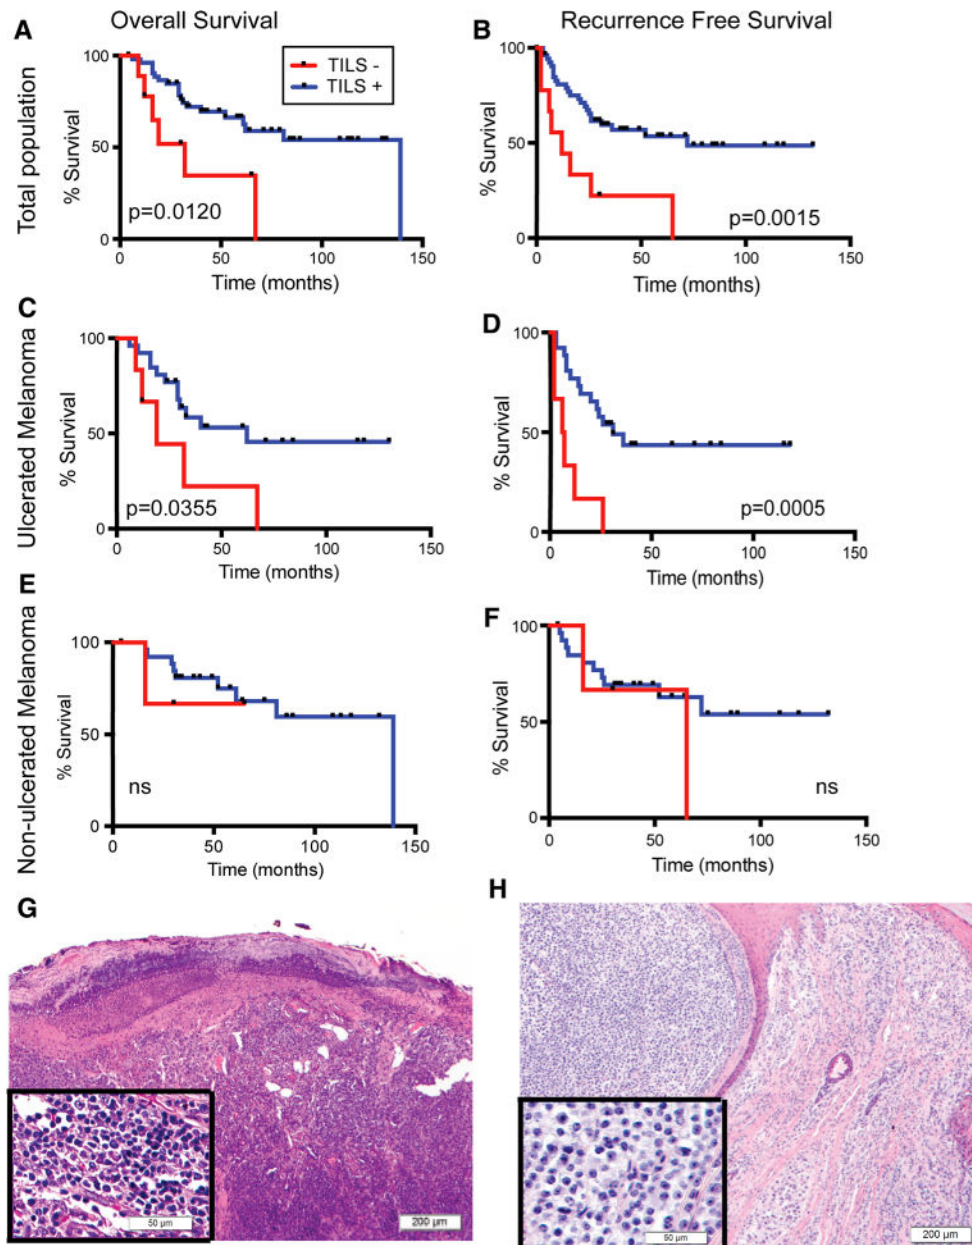 Overall Survival
Recurrence Free Survival
A
B
Total population
% Survival
100
50
0
TILS -
TILS +
p=0.0120
0 50 100 150
Time (months)
% Survival
100
50
0
p=0.0015
0 50 100 150
Time (months)
C
D
Ulcerated Melanoma
% Survival
100
50
0
p=0.0355
0 50 100 150
Time (months)
% Survival
100
50
0
p=0.0005
0 50 100 150
Time (months)
E
F
Non-ulcerated Melanoma
% Survival
100
50
0
ns
0 50 100 150
Time (months)
% Survival
100
50
0
ns
0 50 100 150
Time (months)
G
H
50 µm
200 µm
50 µm
200 µm